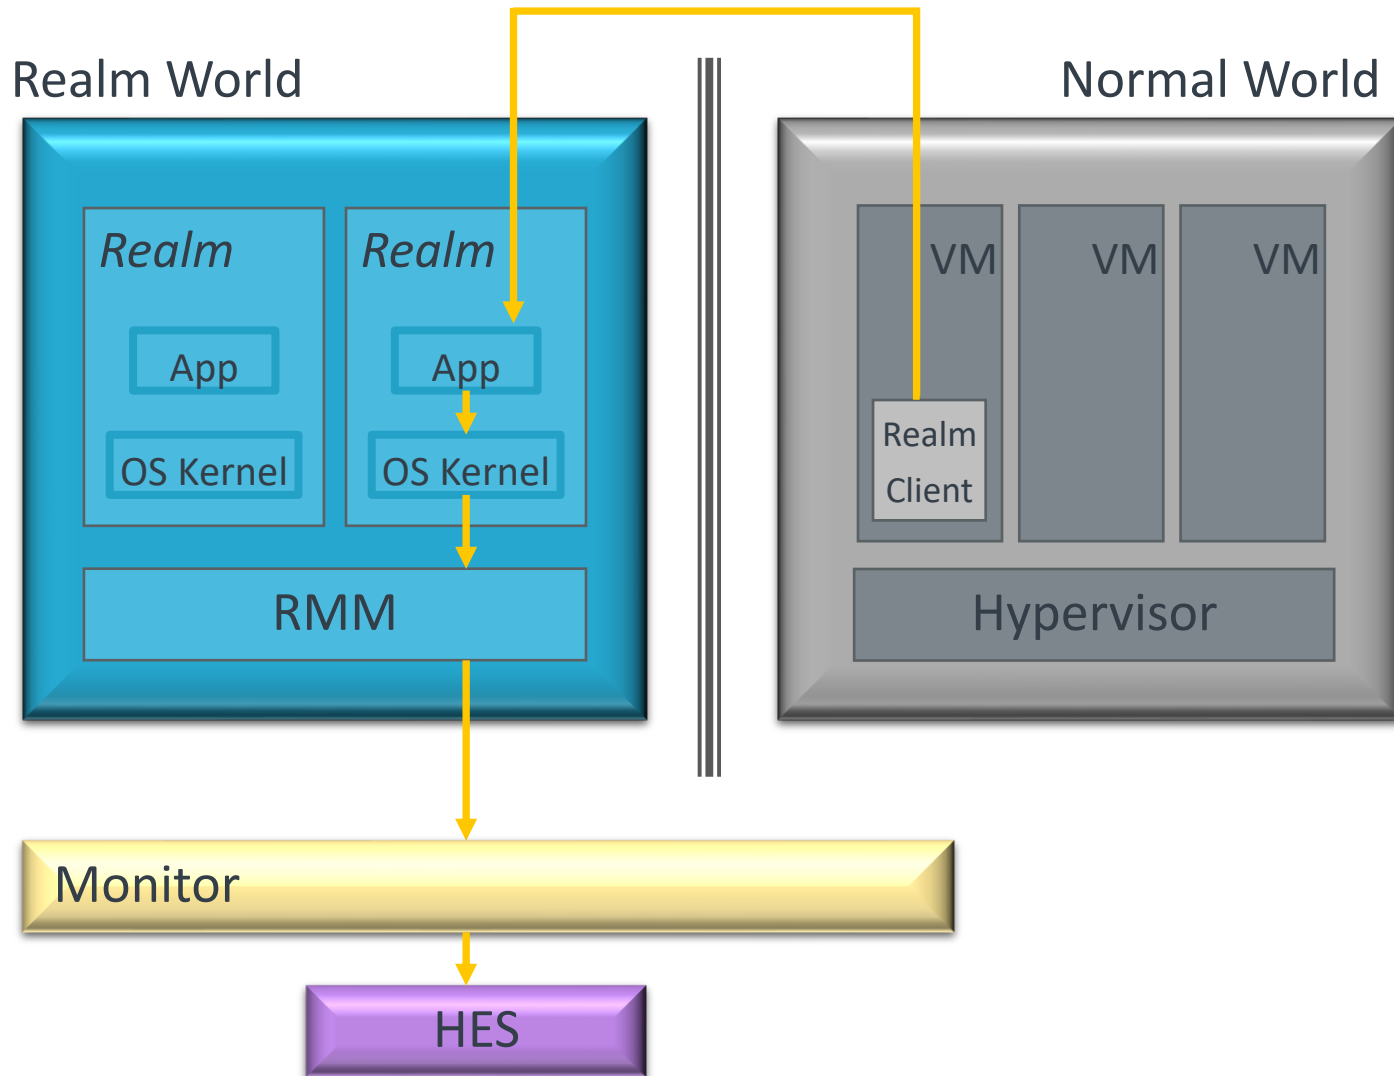 Realm World
Normal World
Realm
Realm
App
App
OS Kernel
OS Kernel
RMM
VM
VM
VM
Realm
Client
Hypervisor
Monitor
HES